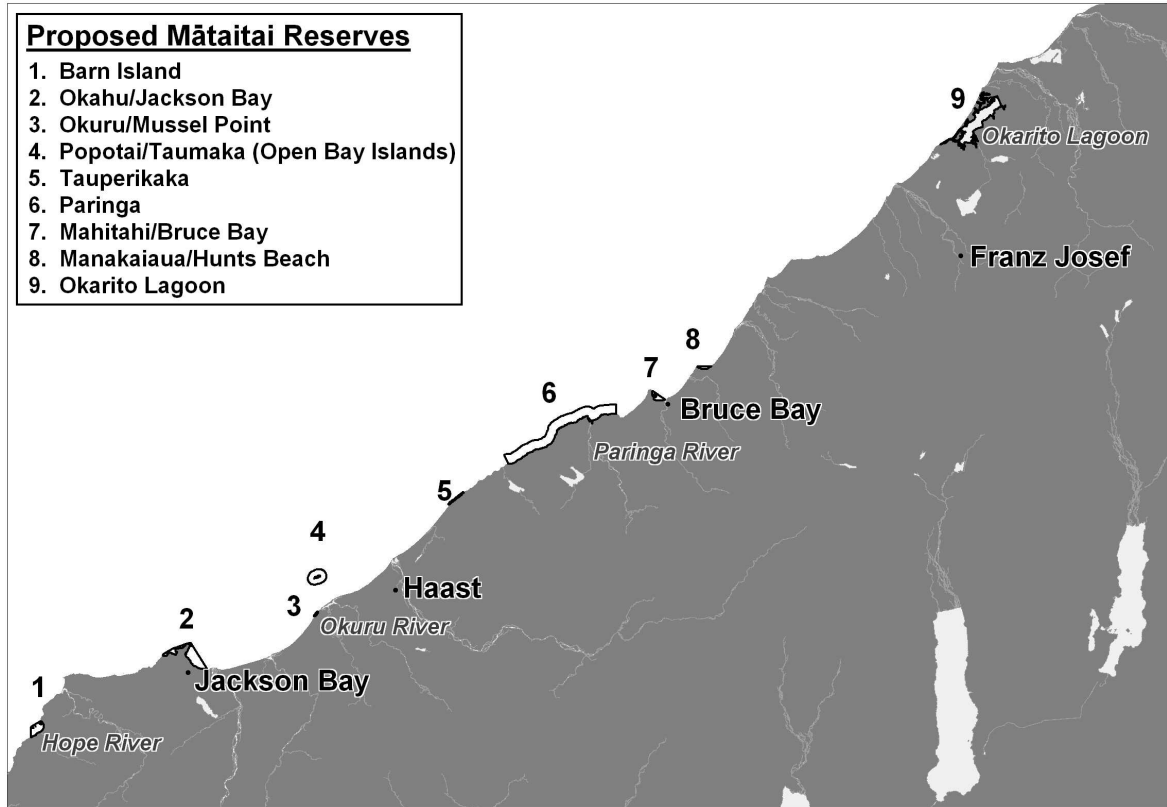 Proposed Mātaitai Reserves
1. Barn Island
2. Okahu/Jackson Bay
3. Okuru/Mussel Point
4. Popotai/Taumaka (Open Bay Islands)
5. Tauperikaka
6. Paringa
7. Mahitahi/Bruce Bay
8. Manakaiaua/Hunts Beach
9. Okarito Lagoon
9
Okarito Lagoon
Franz Josef
8
7
6
Bruce Bay
Paringa River
5
4
Haast
3
Okuru River
2
Jackson Bay
1
Hope River